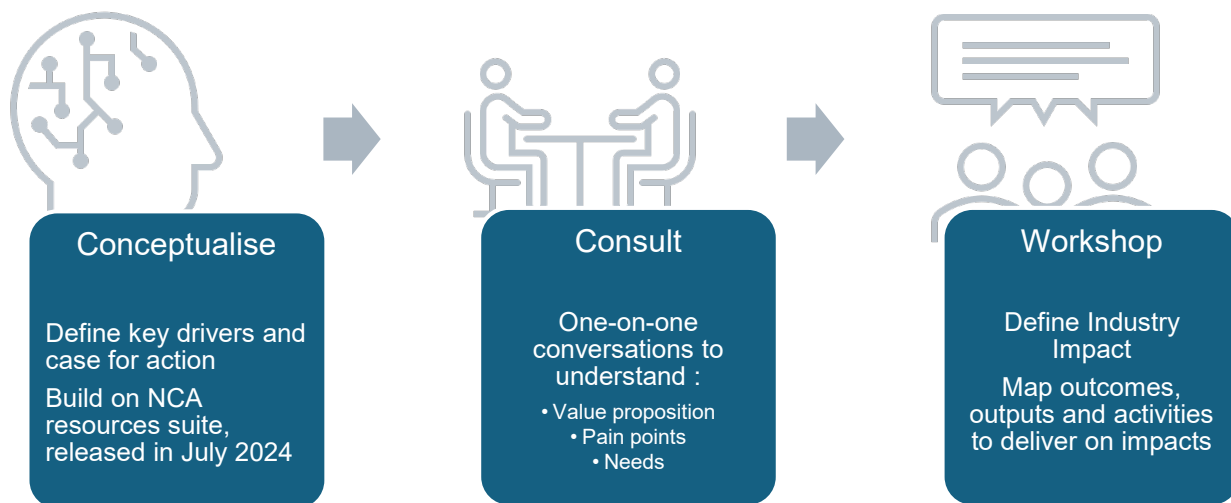 Conceptualise
Define key drivers and
case for action
Build on NCA
resources suite,
released in July 2024
Consult
One-on-one
conversations to
understand :
• Value proposition
• Pain points
• Needs
Workshop
Define Industry
Impact
Map outcomes,
outputs and activities
to deliver on impacts